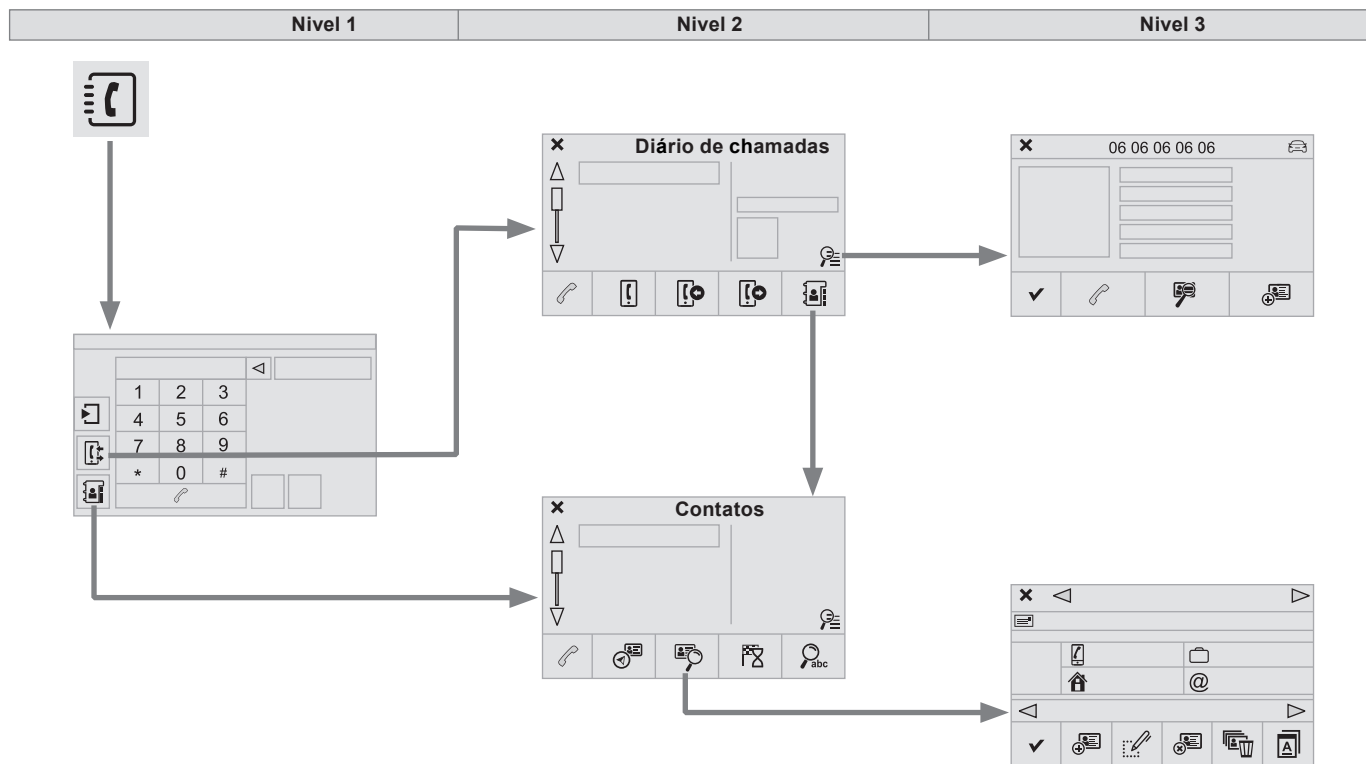 Nivel 1 Nivel 2 Nivel 3
Diário de chamadas
06 06 06 06 06
1 2 3
4 5 6
7 8 9
* 0 #
Contatos
abc
@
A